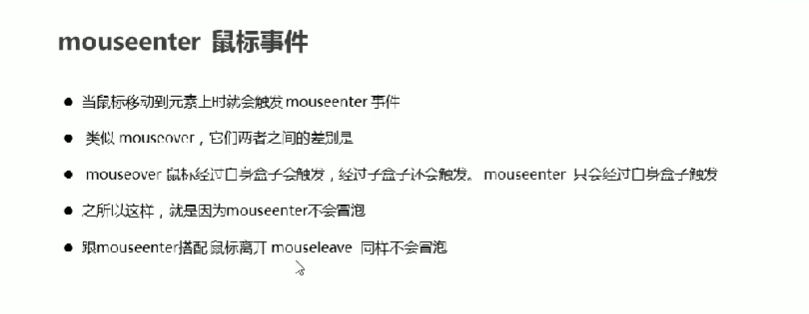 mouseenter 鼠标事件
● 当鼠标移动到元素上时就会触发 mouseenter 事件
● 类似 mouseover，它们两者之间的差别是
● mouseover 鼠标经过自身盒子会触发，经过子盒子还会触发。 mouseenter 只会经过自身盒子触发
● 之所以这样，就是因为mouseenter不会冒泡
● 跟mouseenter搭配 鼠标离开 mouseleave 同样不会冒泡